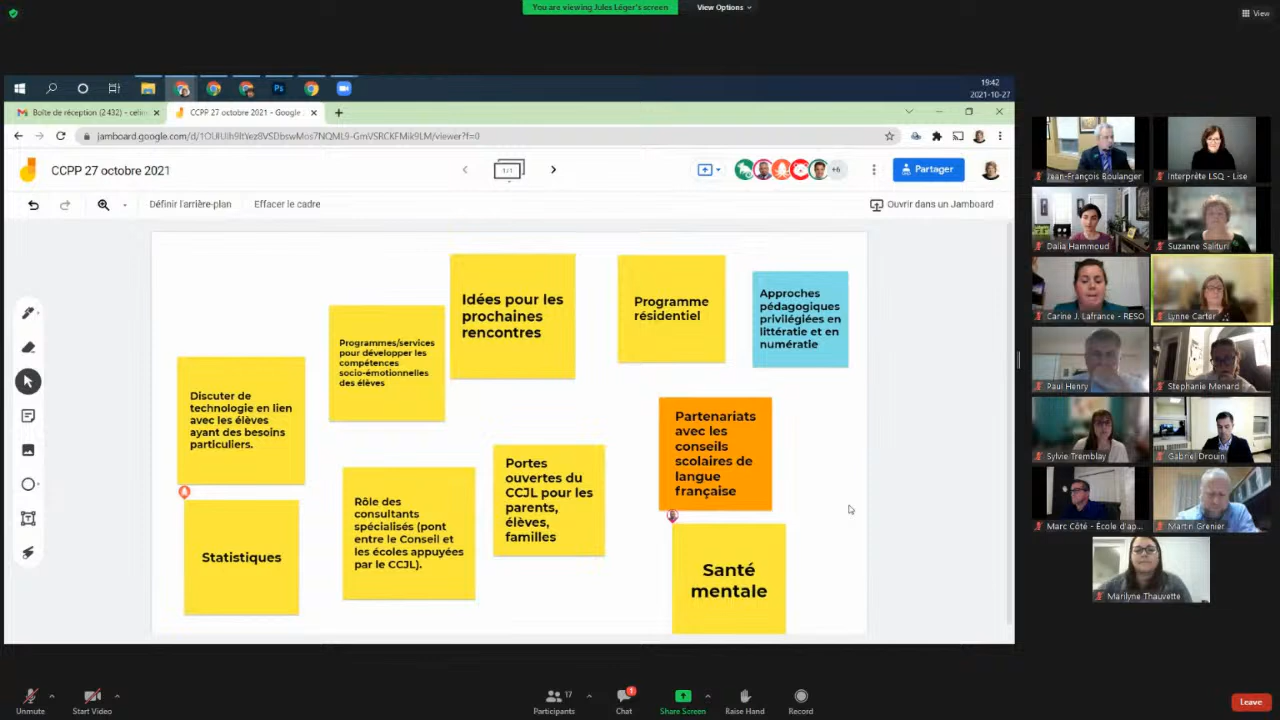 You are viewing Jules Léger's screen
View Options
View
19:42
2021-10-27
Boîte de réception (2 432) - célin
CCPP 27 octobre 2021 - Google
CCPP 27 octobre 2021
1/1
+6
Partager
Définir l'arrière-plan
Effacer le cadre
Ouvrir dans un Jamboard
Idées pour les
prochaines
rencontres
Programme
résidentiel
Approches
pédagogiques
privilégiées en
littératie et en
numératie
Programmes/services
pour développer les
compétences
socio-émotionnelles
des élèves
Discuter de
technologie en lien
avec les élèves
ayant des besoins
particuliers.
Partenariats
avec les
conseils
scolaires de
langue
française
Portes
ouvertes du
CCJL pour les
parents,
élèves,
familles
Rôle des
consultants
spécialisés (pont
entre le Conseil et
les écoles appuyées
par le CCJL).
Statistiques
Santé
mentale
Jean-François Boulanger
Interprète LSQ - Lise
Dalia Hammoud
Suzanne Salituri
Carine J. Lafrance - RESO
Lynne Carter
Paul Henry
Stephanie Menard
Sylvie Tremblay
Gabriel Drouin
Marc Côté - École d'ap...
Martin Grenier
Marilyne Thauvette
Unmute
Start Video
Participants
17
Chat
1
Share Screen
Raise Hand
Record
Leave